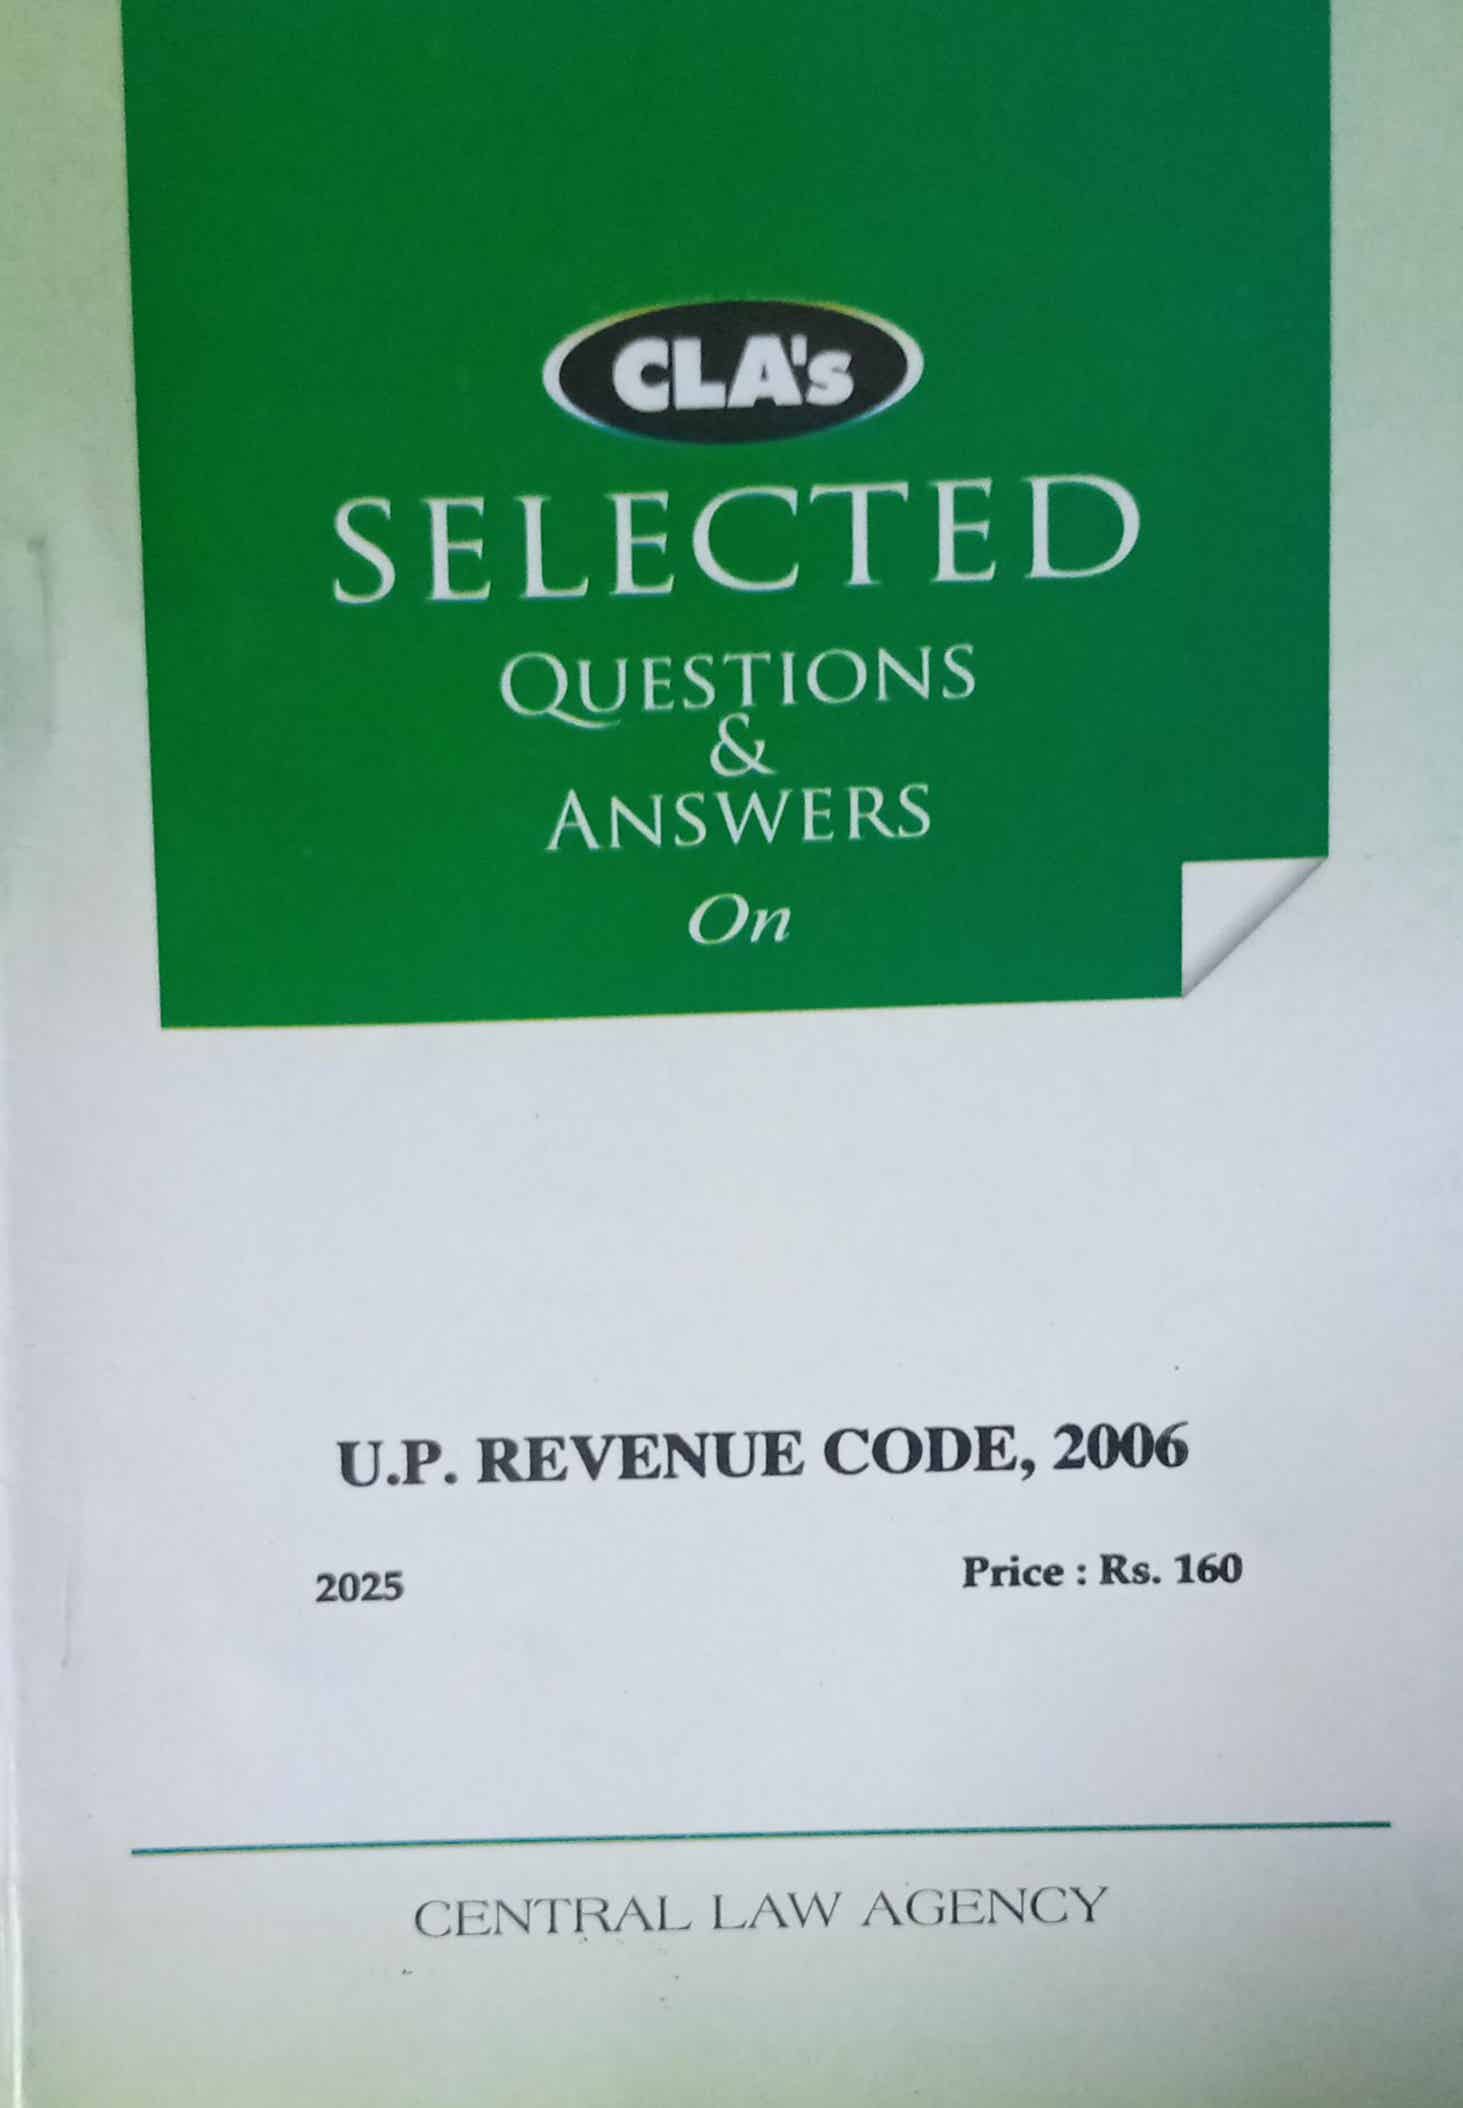 CLA's
SELECTED
QUESTIONS
&
ANSWERS
On
U.P. REVENUE CODE, 2006
2025 Price : Rs. 160
CENTRAL LAW AGENCY